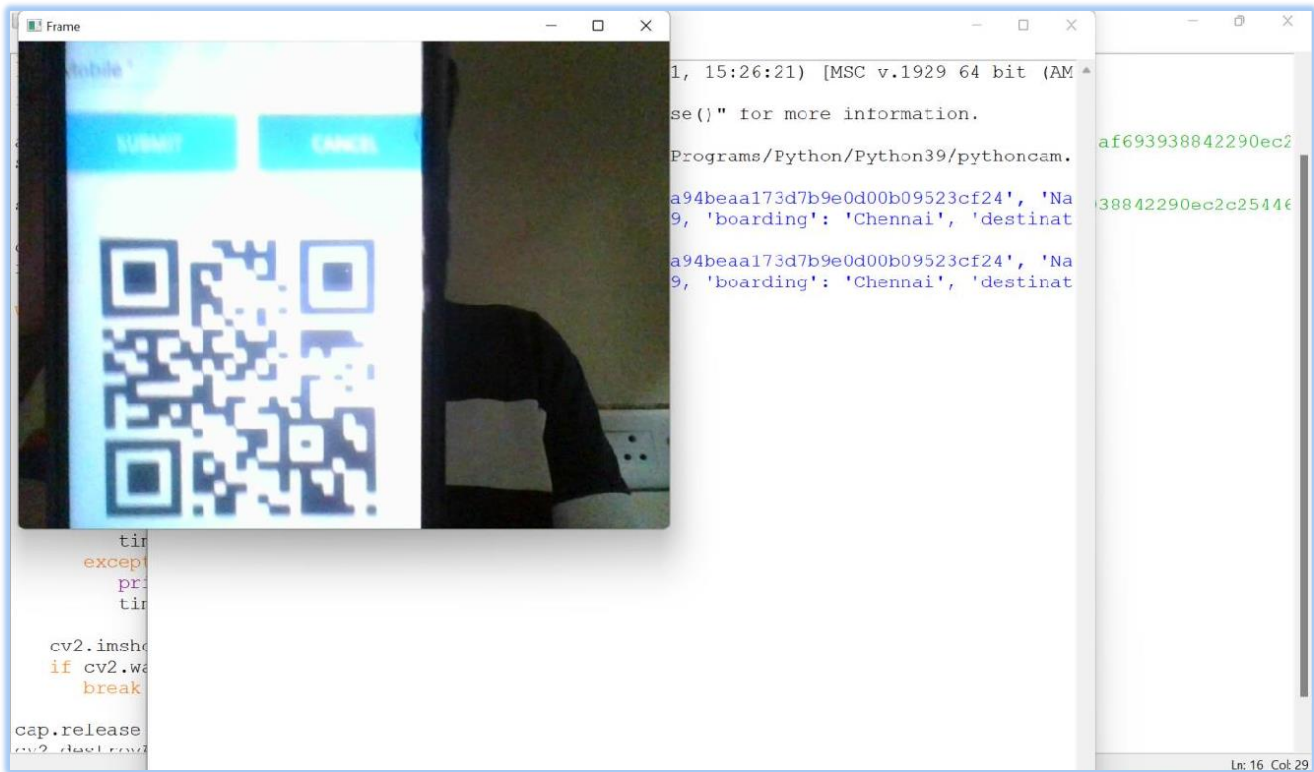 Frame
Mobile
SUBMIT CANCEL
1, 15:26:21) [MSC v.1929 64 bit (AM
se()" for more information.
Programs/Python/Python39/pythoncam.
a94beaa173d7b9e0d00b09523cf24', 'Na
9, 'boarding': 'Chennai', 'destinat
a94beaa173d7b9e0d00b09523cf24', 'Na
9, 'boarding': 'Chennai', 'destinat
af693938842290ec2
38842290ec2c25446
tim
except
pri
tim
cv2.imsho
if cv2.wa
break
cap.release
Ln: 16 Col: 29